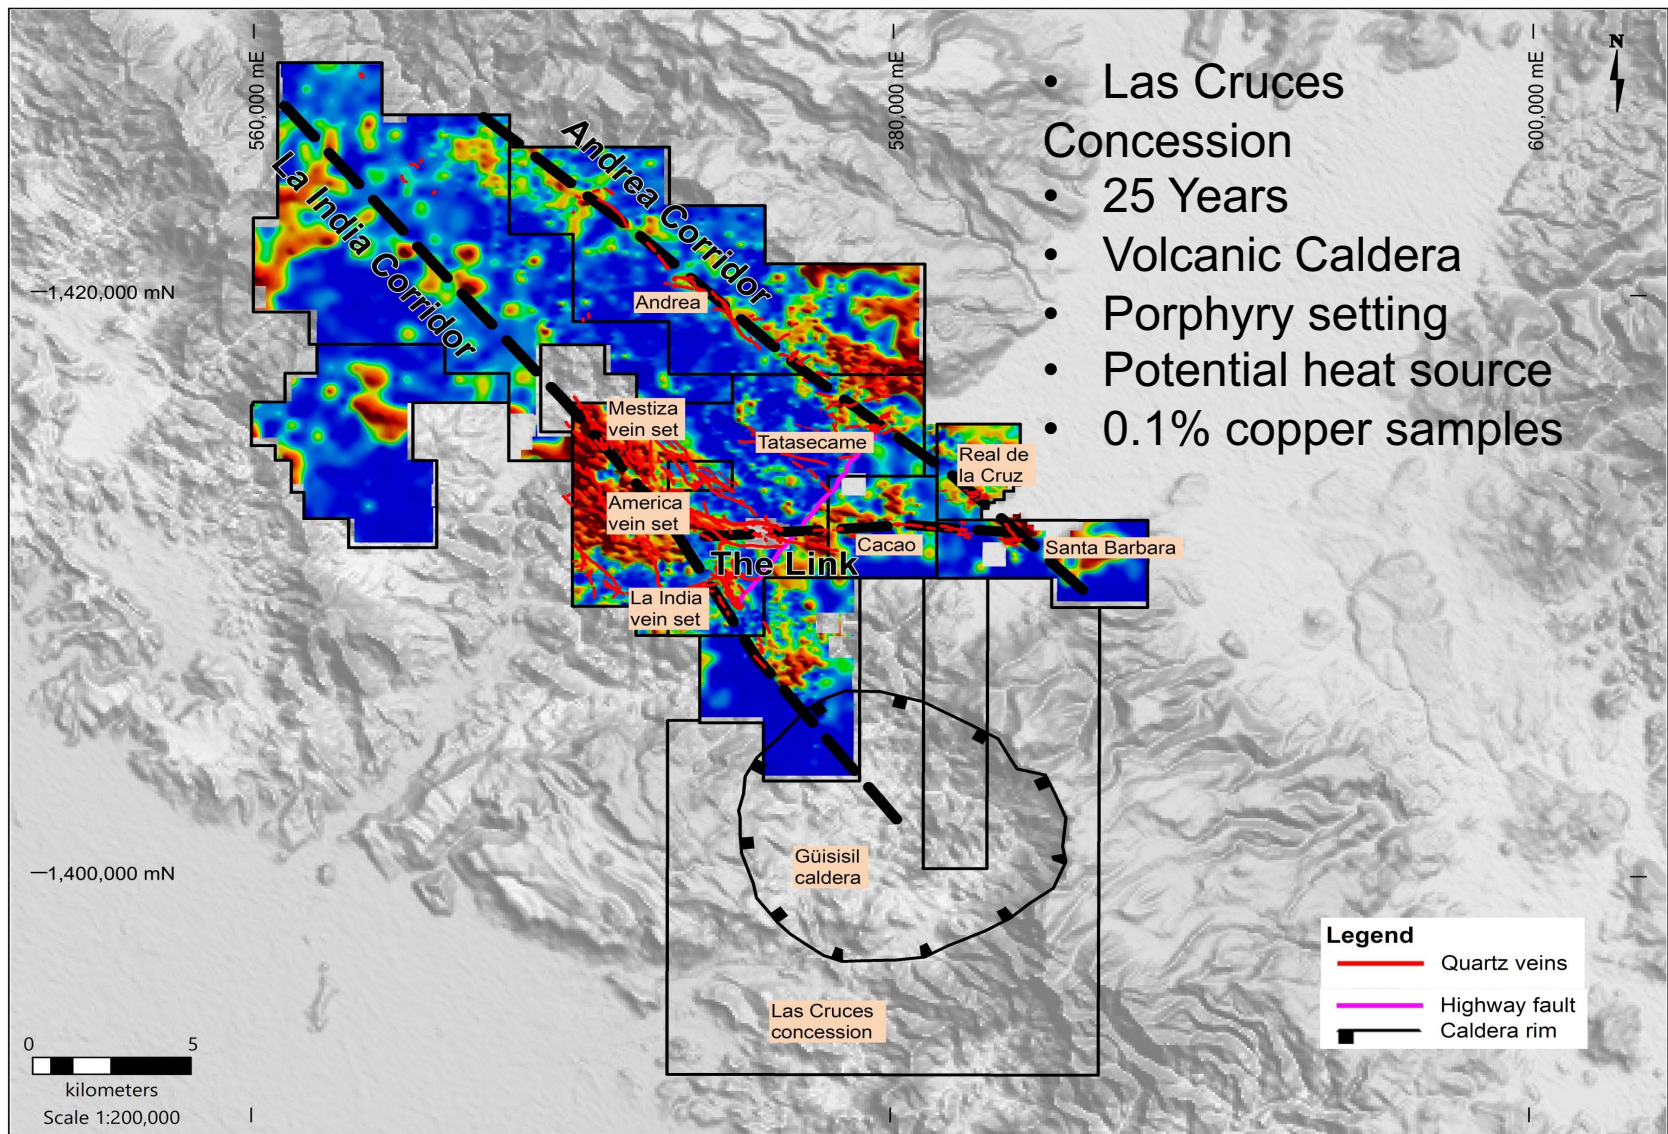 560,000 mE
580,000 mE
600,000 mE
N
• Las Cruces
Concession
• 25 Years
• Volcanic Caldera
• Porphyry setting
• Potential heat source
• 0.1% copper samples
Andrea Corridor
La India Corridor
1,420,000 mN
Andrea
Mestiza
vein set
Tatasecame
Real de
la Cruz
America
vein set
Cacao
Santa Barbara
The Link
La India
vein set
Güisisil
caldera
1,400,000 mN
Las Cruces
concession
Legend
Quartz veins
Highway fault
Caldera rim
0 5
kilometers
Scale 1:200,000